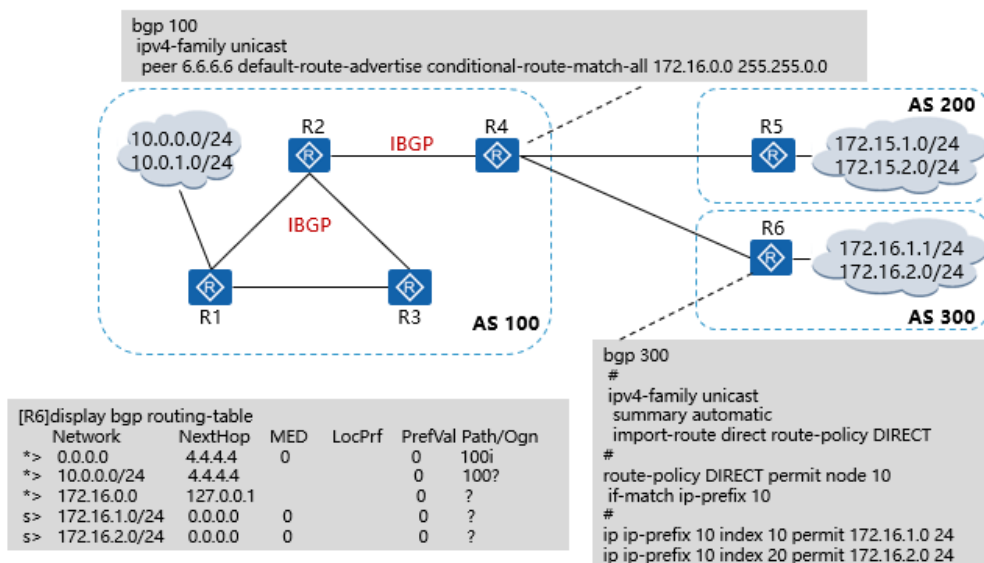 bgp 100
ipv4-family unicast
peer 6.6.6.6 default-route-advertise conditional-route-match-all 172.16.0.0 255.255.0.0
AS 200
R2
R4
R5
10.0.0.0/24
10.0.1.0/24
IBGP
172.15.1.0/24
172.15.2.0/24
R6
IBGP
172.16.1.1/24
172.16.2.0/24
R1
R3
AS 100
AS 300
bgp 300
#
ipv4-family unicast
summary automatic
import-route direct route-policy DIRECT
#
route-policy DIRECT permit node 10
if-match ip-prefix 10
#
ip ip-prefix 10 index 10 permit 172.16.1.0 24
ip ip-prefix 10 index 20 permit 172.16.2.0 24
[R6]display bgp routing-table
Network NextHop MED LocPrf PrefVal Path/Ogn
*> 0.0.0.0 4.4.4.4 0 0 100i
*> 10.0.0.0/24 4.4.4.4 0 100?
*> 172.16.0.0 127.0.0.1 0 ?
s> 172.16.1.0/24 0.0.0.0 0 0 ?
s> 172.16.2.0/24 0.0.0.0 0 0 ?